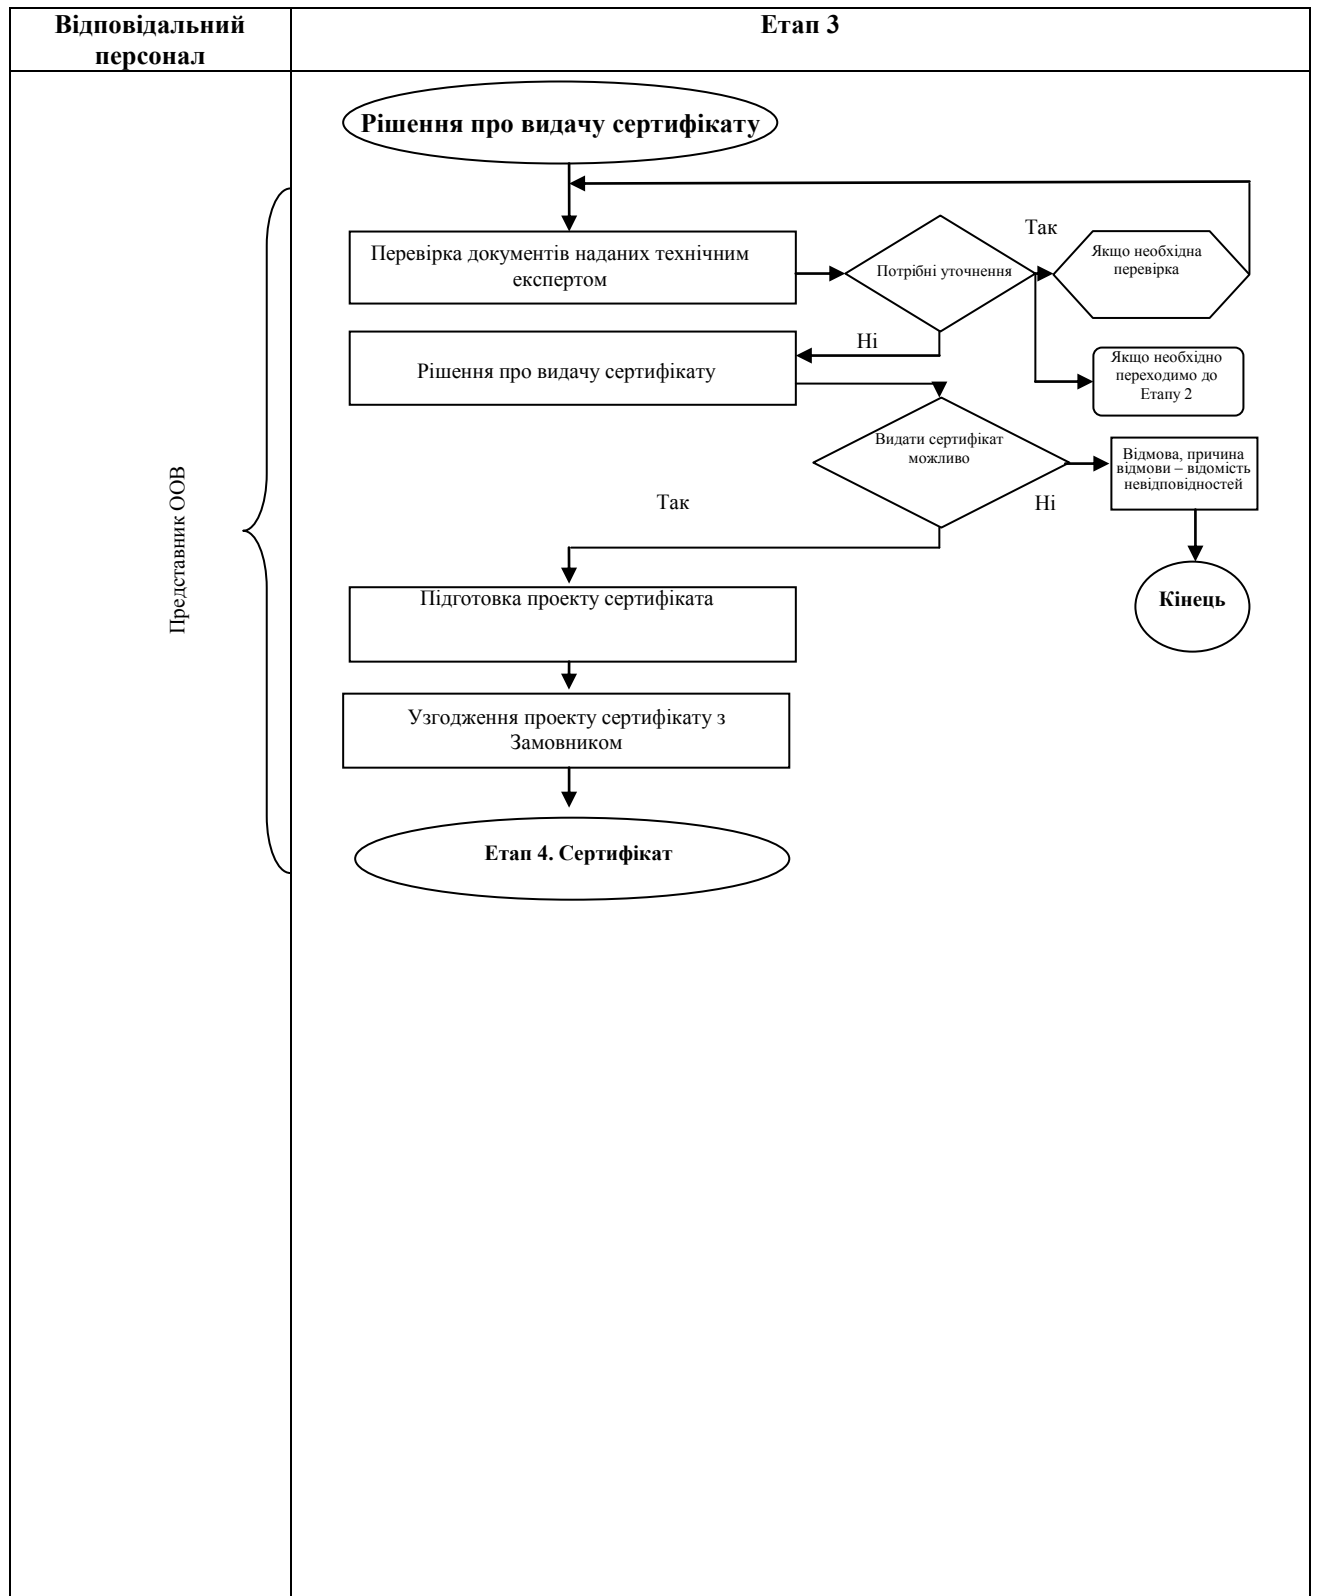 Відповідальний
персонал
Етап 3
Рішення про видачу сертифікату
Перевірка документів наданих технічним
експертом
Потрібні уточнення
Так
Якщо необхідна
перевірка
Ні
Якщо необхідно
переходимо до
Етапу 2
Рішення про видачу сертифікату
Видати сертифікат
можливо
Відмова, причина
відмови – відомість
невідповідностей
Так
Ні
Представник ООВ
Кінець
Підготовка проекту сертифіката
Узгодження проекту сертифікату з
Замовником
Етап 4. Сертифікат